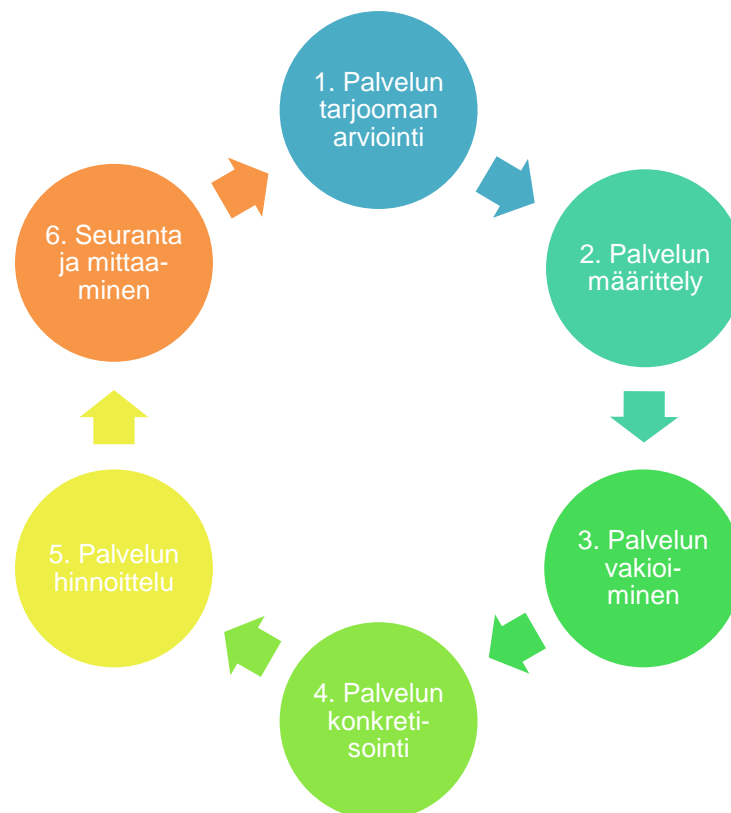 1. Palvelun
tarjooman
arviointi
2. Palvelun
määrittely
3. Palvelun
vakioi-
minen
4. Palvelun
konkreti-
sointi
5. Palvelun
hinnoittelu
6. Seuranta
ja mittaa-
minen